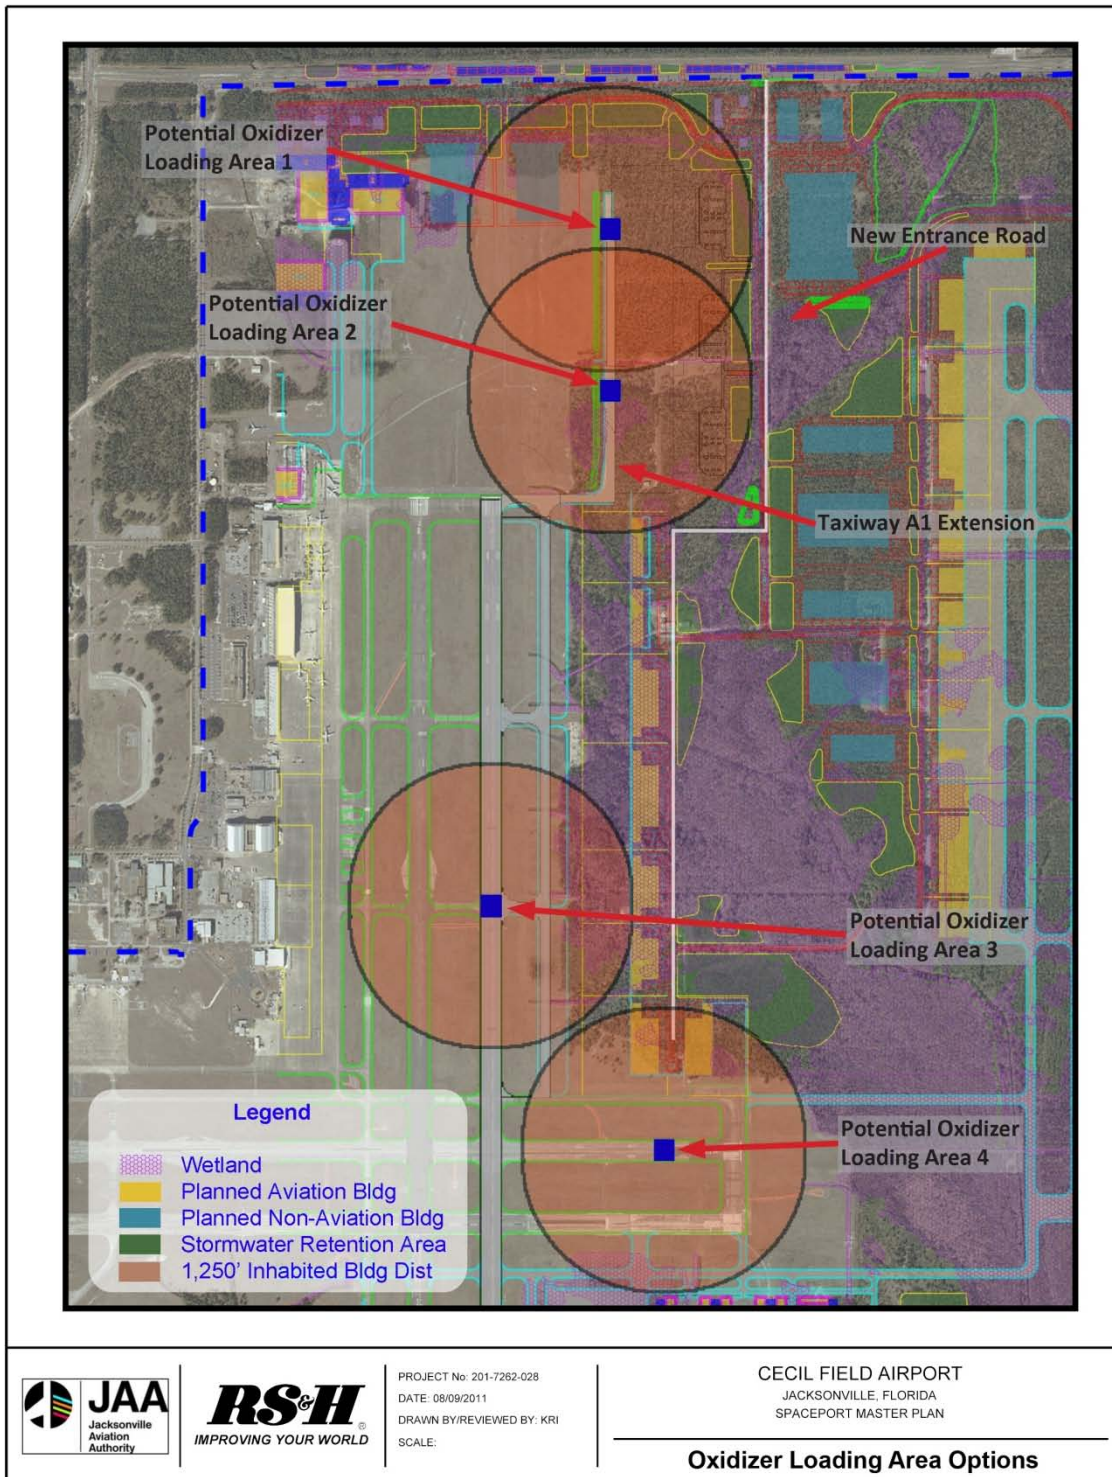 Potential Oxidizer
Loading Area 1
New Entrance Road
Potential Oxidizer
Loading Area 2
Taxiway A1 Extension
Potential Oxidizer
Loading Area 3
Potential Oxidizer
Loading Area 4
Legend
Wetland
Planned Aviation Bldg
Planned Non-Aviation Bldg
Stormwater Retention Area
1,250' Inhabited Bldg Dist
JAA
Jacksonville
Aviation
Authority
RS&H®
IMPROVING YOUR WORLD
PROJECT No: 201-7262-028
DATE: 08/09/2011
DRAWN BY/REVIEWED BY: KRI
SCALE:
CECIL FIELD AIRPORT
JACKSONVILLE, FLORIDA
SPACEPORT MASTER PLAN
Oxidizer Loading Area Options